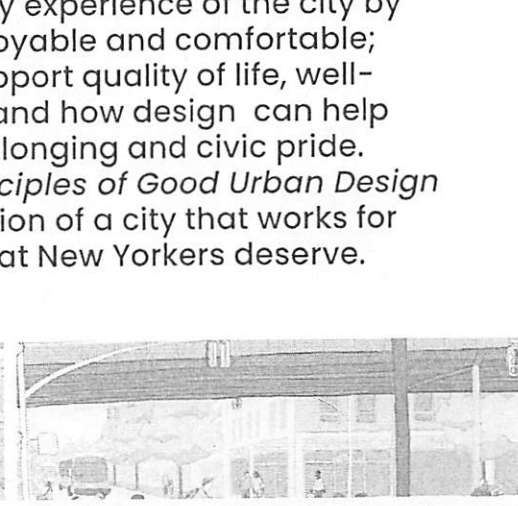 y experience of the city by
oyable and comfortable;
pport quality of life, well-
and how design can help
longing and civic pride.
ciples of Good Urban Design
ion of a city that works for
at New Yorkers deserve.